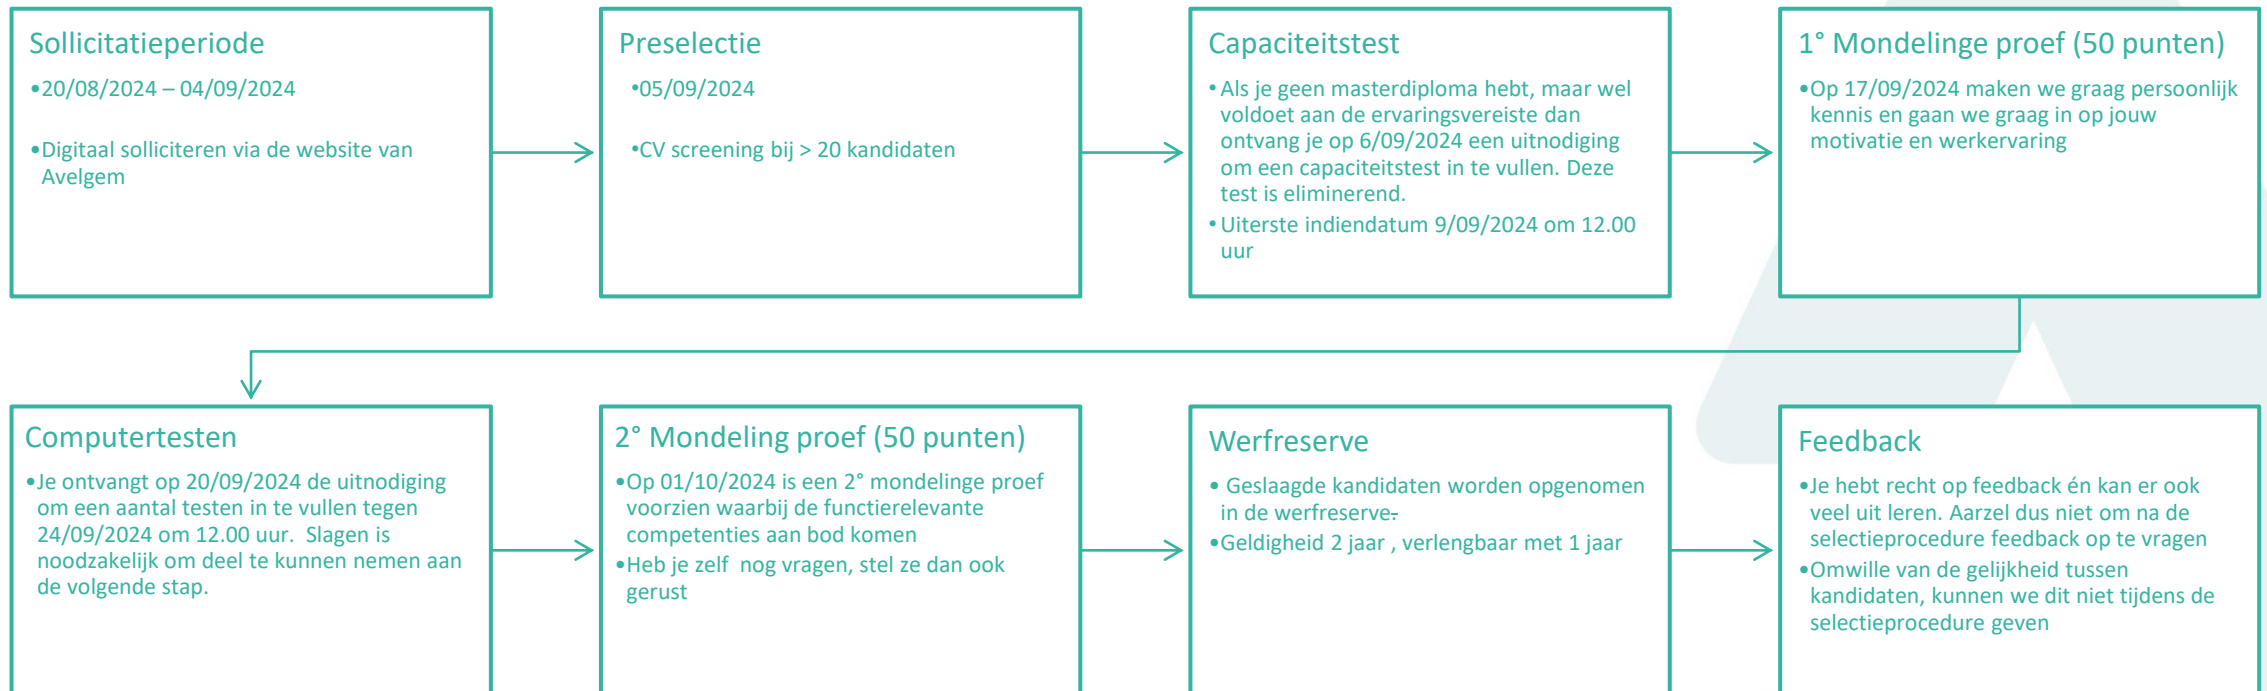 Sollicitatieperiode
•20/08/2024 – 04/09/2024
•Digitaal solliciteren via de website van
Avelgem
Preselectie
•05/09/2024
•CV screening bij > 20 kandidaten
Capaciteitstest
•Als je geen masterdiploma hebt, maar wel
voldoet aan de ervaringsvereiste dan
ontvang je op 6/09/2024 een uitnodiging
om een capaciteitstest in te vullen. Deze
test is eliminerend.
•Uiterste indiendatum 9/09/2024 om 12.00
uur
1° Mondelinge proef (50 punten)
•Op 17/09/2024 maken we graag persoonlijk
kennis en gaan we graag in op jouw
motivatie en werkervaring
Computertesten
•Je ontvangt op 20/09/2024 de uitnodiging
om een aantal testen in te vullen tegen
24/09/2024 om 12.00 uur.  Slagen is
noodzakelijk om deel te kunnen nemen aan
de volgende stap.
2° Mondeling proef (50 punten)
•Op 01/10/2024 is een 2° mondelinge proef
voorzien waarbij de functierelevante
competenties aan bod komen
•Heb je zelf  nog vragen, stel ze dan ook
gerust
Werfreserve
• Geslaagde kandidaten worden opgenomen
in de werfreserve.
•Geldigheid 2 jaar , verlengbaar met 1 jaar
Feedback
•Je hebt recht op feedback én kan er ook
veel uit leren. Aarzel dus niet om na de
selectieprocedure feedback op te vragen
•Omwille van de gelijkheid tussen
kandidaten, kunnen we dit niet tijdens de
selectieprocedure geven